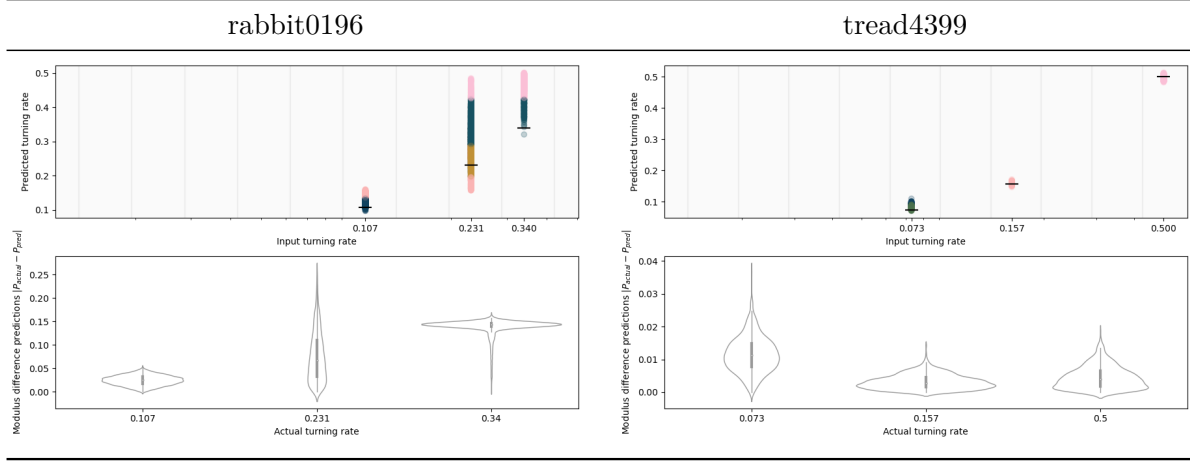 rabbit0196 tread4399
Predicted turning rate
0.5
0.4
0.3
0.2
0.1
0.107 0.231 0.340
Input turning rate
Predicted turning rate
0.5
0.4
0.3
0.2
0.1
0.073 0.157 0.500
Input turning rate
Modulus difference predictions |P_actual − P_pred|
0.25
0.20
0.15
0.10
0.05
0.00
0.107 0.231 0.34
Actual turning rate
Modulus difference predictions |P_actual − P_pred|
0.04
0.03
0.02
0.01
0.00
0.073 0.157 0.5
Actual turning rate